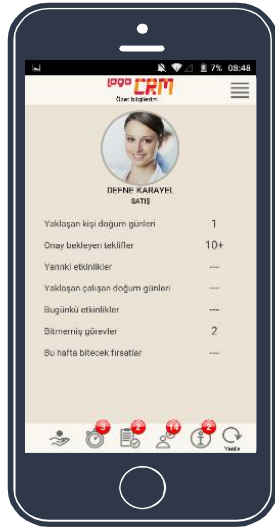 7% 08:48
logo CRM
Özet bilgilerim
DEFNE KARAYEL
SATIŞ
Yaklaşan kişi doğum günleri 1
Onay bekleyen teklifler 10+
Yarınki etkinlikler ---
Yaklaşan çalışan doğum günleri ---
Bugünkü etkinlikler ---
Bitmemiş görevler 2
Bu hafta bitecek fırsatlar ---
3 2 14 2
Yenile